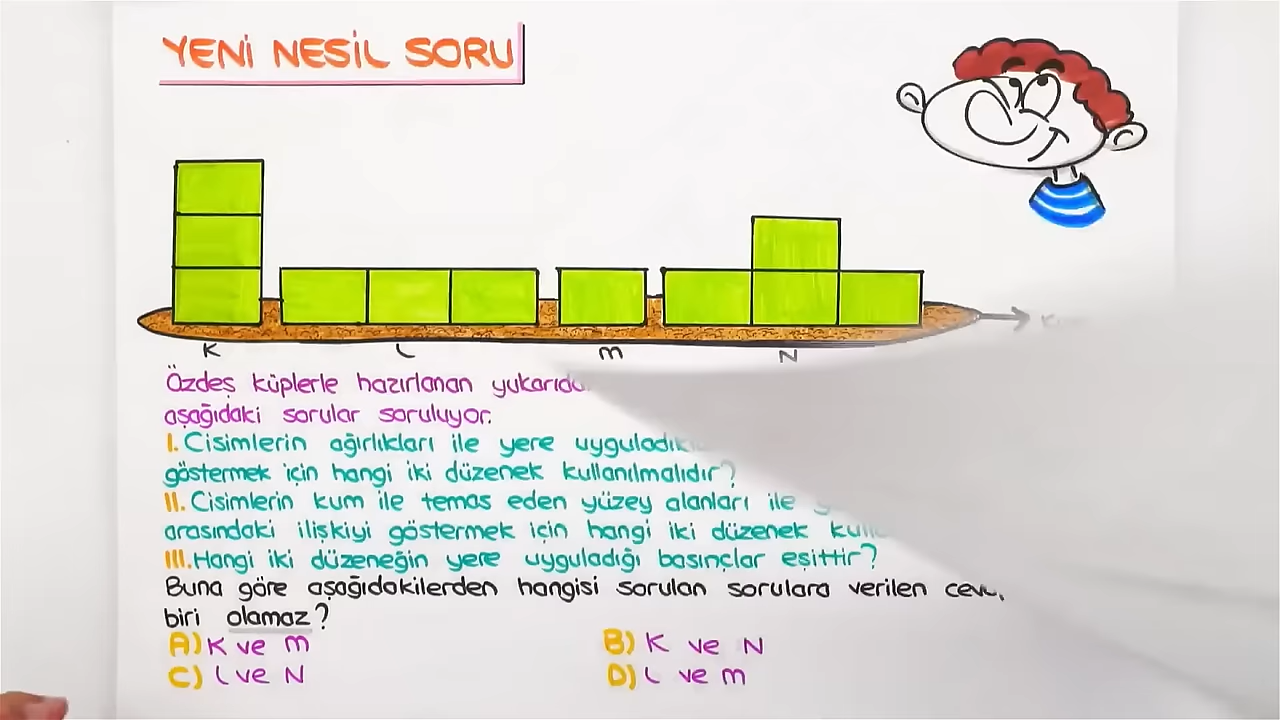 YENİ NESİL SORU
K L M N
Özdeş küplerle hazırlanan
aşağıdaki sorular soruluyor.
I. Cisimlerin ağırlıkları ile yere
göstermek için hangi iki düzenek kullanılmalıdır?
II. Cisimlerin kum ile temas eden yüzey alanları ile
arasındaki ilişkiyi göstermek için hangi iki düzenek
III. Hangi iki düzeneğin yere uyguladığı basınçlar eşittir?
Buna göre aşağıdakilerden hangisi sorulan sorulara verilen
biri olamaz?
A) K ve M
B) K ve N
C) L ve N
D) L ve M